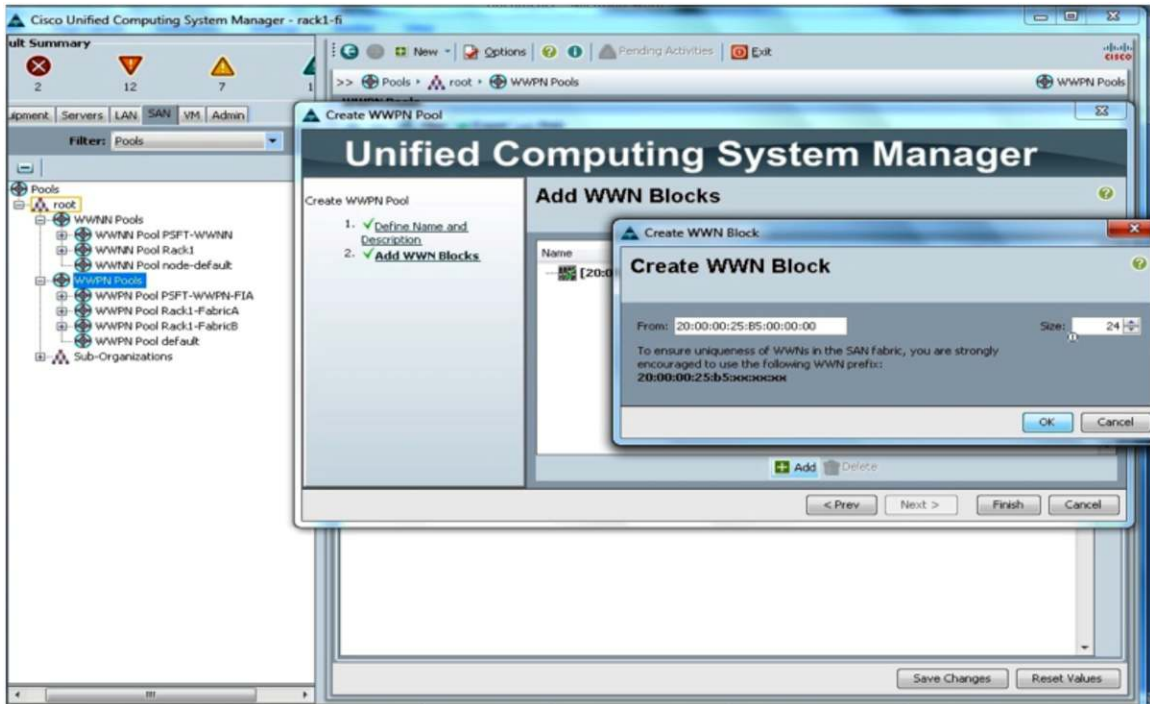 Cisco Unified Computing System Manager - rack1-fi
ult Summary
2 12 7 1
New Options Pending Activities Exit
cisco
>> Pools root WWPN Pools
WWPN Pools
uipment Servers LAN SAN VM Admin
Filter: Pools
Pools
root
WWNN Pools
WWNN Pool PSFT-WWNN
WWNN Pool Rack1
WWNN Pool node-default
WWPN Pools
WWPN Pool PSFT-WWPN-FIA
WWPN Pool Rack1-FabricA
WWPN Pool Rack1-FabricB
WWPN Pool default
Sub-Organizations
Create WWPN Pool
Unified Computing System Manager
Create WWPN Pool
1. Define Name and
Description
2. Add WWN Blocks
Add WWN Blocks
Name
Create WWN Block
Create WWN Block
From: 20:00:00:25:B5:00:00:00
Size: 24
To ensure uniqueness of WWNs in the SAN fabric, you are strongly
encouraged to use the following WWN prefix:
20:00:00:25:b5:xx:xx:xx
OK Cancel
Add Delete
< Prev Next > Finish Cancel
Save Changes Reset Values